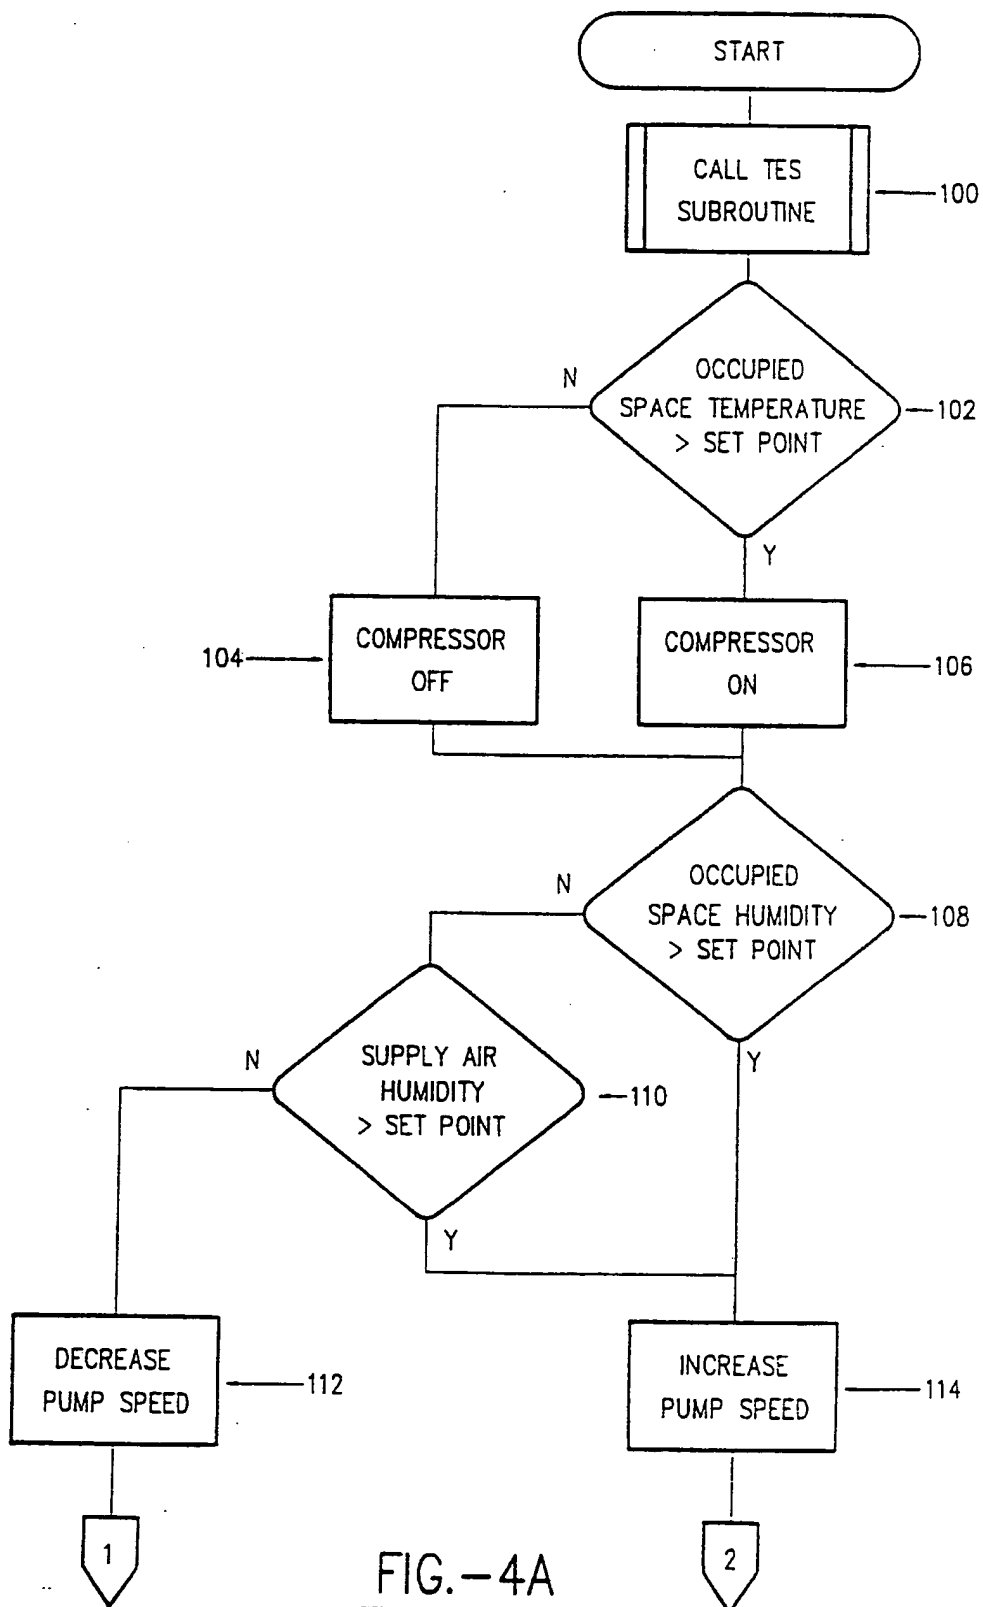 START
CALL TES
SUBROUTINE
100
OCCUPIED
SPACE TEMPERATURE
> SET POINT
102
N
Y
COMPRESSOR
OFF
104
COMPRESSOR
ON
106
OCCUPIED
SPACE HUMIDITY
> SET POINT
108
N
Y
SUPPLY AIR
HUMIDITY
> SET POINT
110
N
Y
DECREASE
PUMP SPEED
112
INCREASE
PUMP SPEED
114
1
2
FIG.-4A